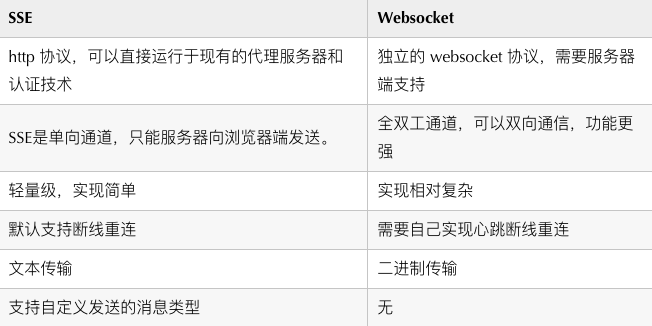 SSE
Websocket
http 协议，可以直接运行于现有的代理服务器和
认证技术
独立的 websocket 协议，需要服务器
端支持
SSE是单向通道，只能服务器向浏览器端发送。
全双工通道，可以双向通信，功能更
强
轻量级，实现简单
实现相对复杂
默认支持断线重连
需要自己实现心跳断线重连
文本传输
二进制传输
支持自定义发送的消息类型
无